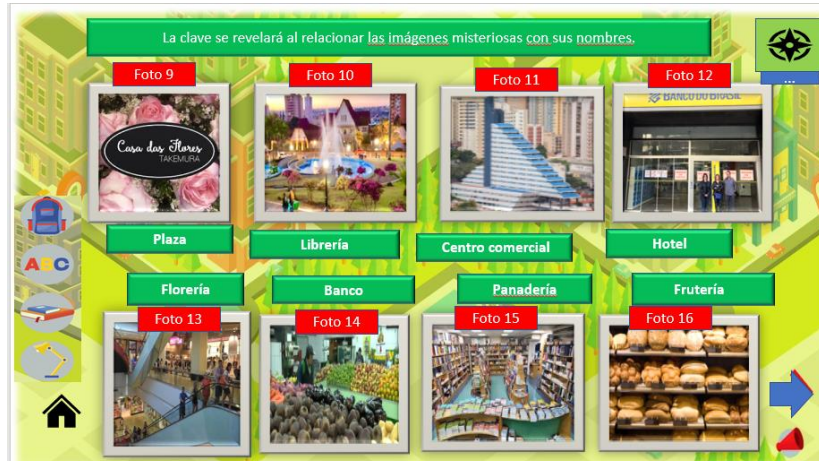 La clave se revelará al relacionar las imágenes misteriosas con sus nombres.
...
Foto 9
Foto 10
Foto 11
Foto 12
Casa das Flores
TAKEMURA
BANCO DO BRASIL
Plaza
Librería
Centro comercial
Hotel
ABC
Florería
Banco
Panadería
Frutería
Foto 13
Foto 14
Foto 15
Foto 16